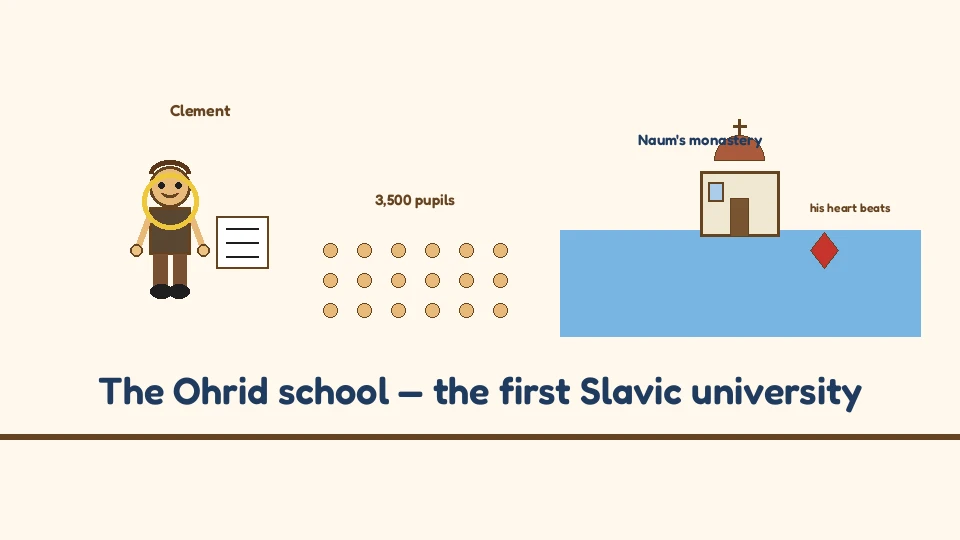 Clement
3,500 pupils
Naum's monastery
his heart beats
The Ohrid school — the first Slavic university